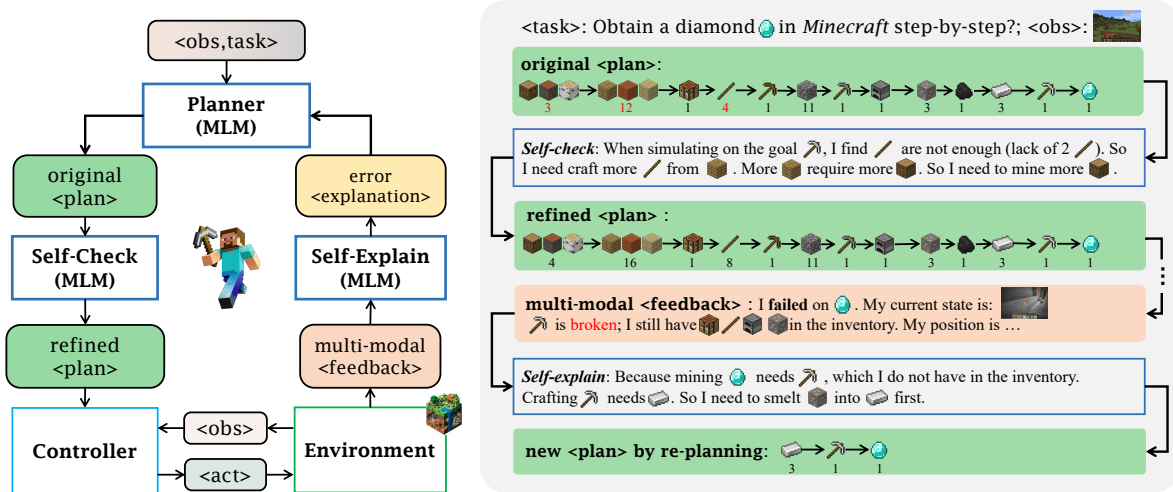 <obs,task>
Planner
(MLM)
original
<plan>
error
<explanation>
Self-Check
(MLM)
Self-Explain
(MLM)
refined
<plan>
multi-modal
<feedback>
Controller
<obs>
<act>
Environment
<task>: Obtain a diamond in Minecraft step-by-step?; <obs>:
original <plan>:
3 12 1 4 1 11 1 1 3 1 3 1 1
Self-check: When simulating on the goal , I find are not enough (lack of 2 ). So
I need craft more from . More require more . So I need to mine more .
refined <plan> :
4 16 1 8 1 11 1 1 3 1 3 1 1
multi-modal <feedback> : I failed on . My current state is:
is broken; I still have in the inventory. My position is …
Self-explain: Because mining needs , which I do not have in the inventory.
Crafting needs . So I need to smelt into first.
new <plan> by re-planning:
3 1 1